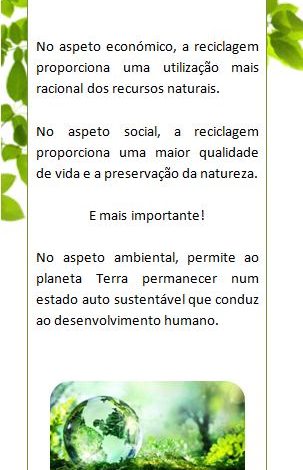 No aspeto económico, a reciclagem
proporciona uma utilização mais
racional dos recursos naturais.
No aspeto social, a reciclagem
proporciona uma maior qualidade
de vida e a preservação da natureza.
E mais importante!
No aspeto ambiental, permite ao
planeta Terra permanecer num
estado auto sustentável que conduz
ao desenvolvimento humano.